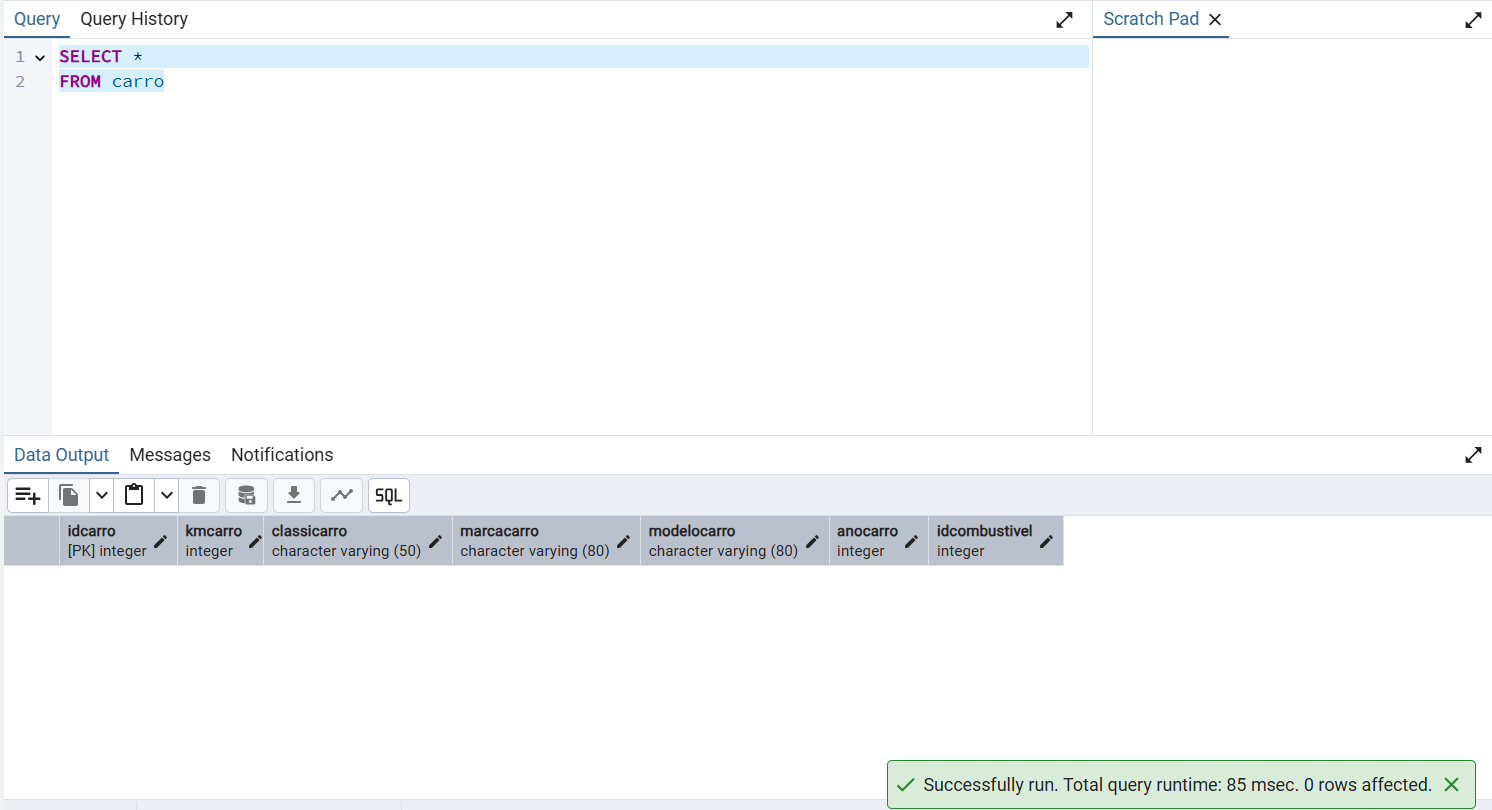 Query Query History Scratch Pad
1 SELECT *
2 FROM carro
Data Output Messages Notifications
SQL
idcarro kmcarro classicarro marcacarro modelocarro anocarro idcombustivel
[PK] integer integer character varying (50) character varying (80) character varying (80) integer integer
Successfully run. Total query runtime: 85 msec. 0 rows affected.